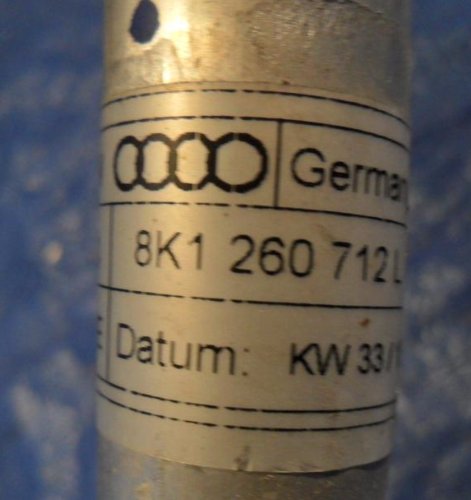 German
8K1 260 712 L
Datum: KW 33/